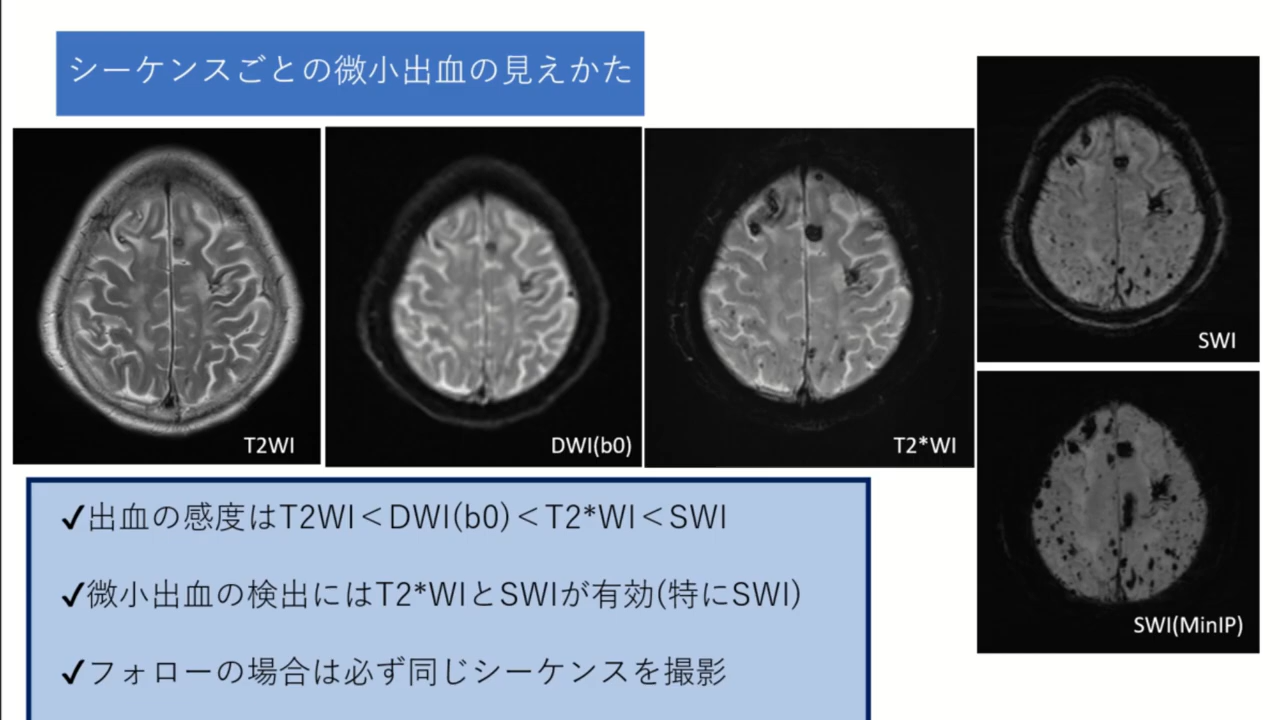 シーケンスごとの微小出血の見えかた
T2WI
DWI(b0)
T2*WI
SWI
SWI(MinIP)
✓出血の感度はT2WI＜DWI(b0)＜T2*WI＜SWI
✓微小出血の検出にはT2*WIとSWIが有効(特にSWI)
✓フォローの場合は必ず同じシーケンスを撮影